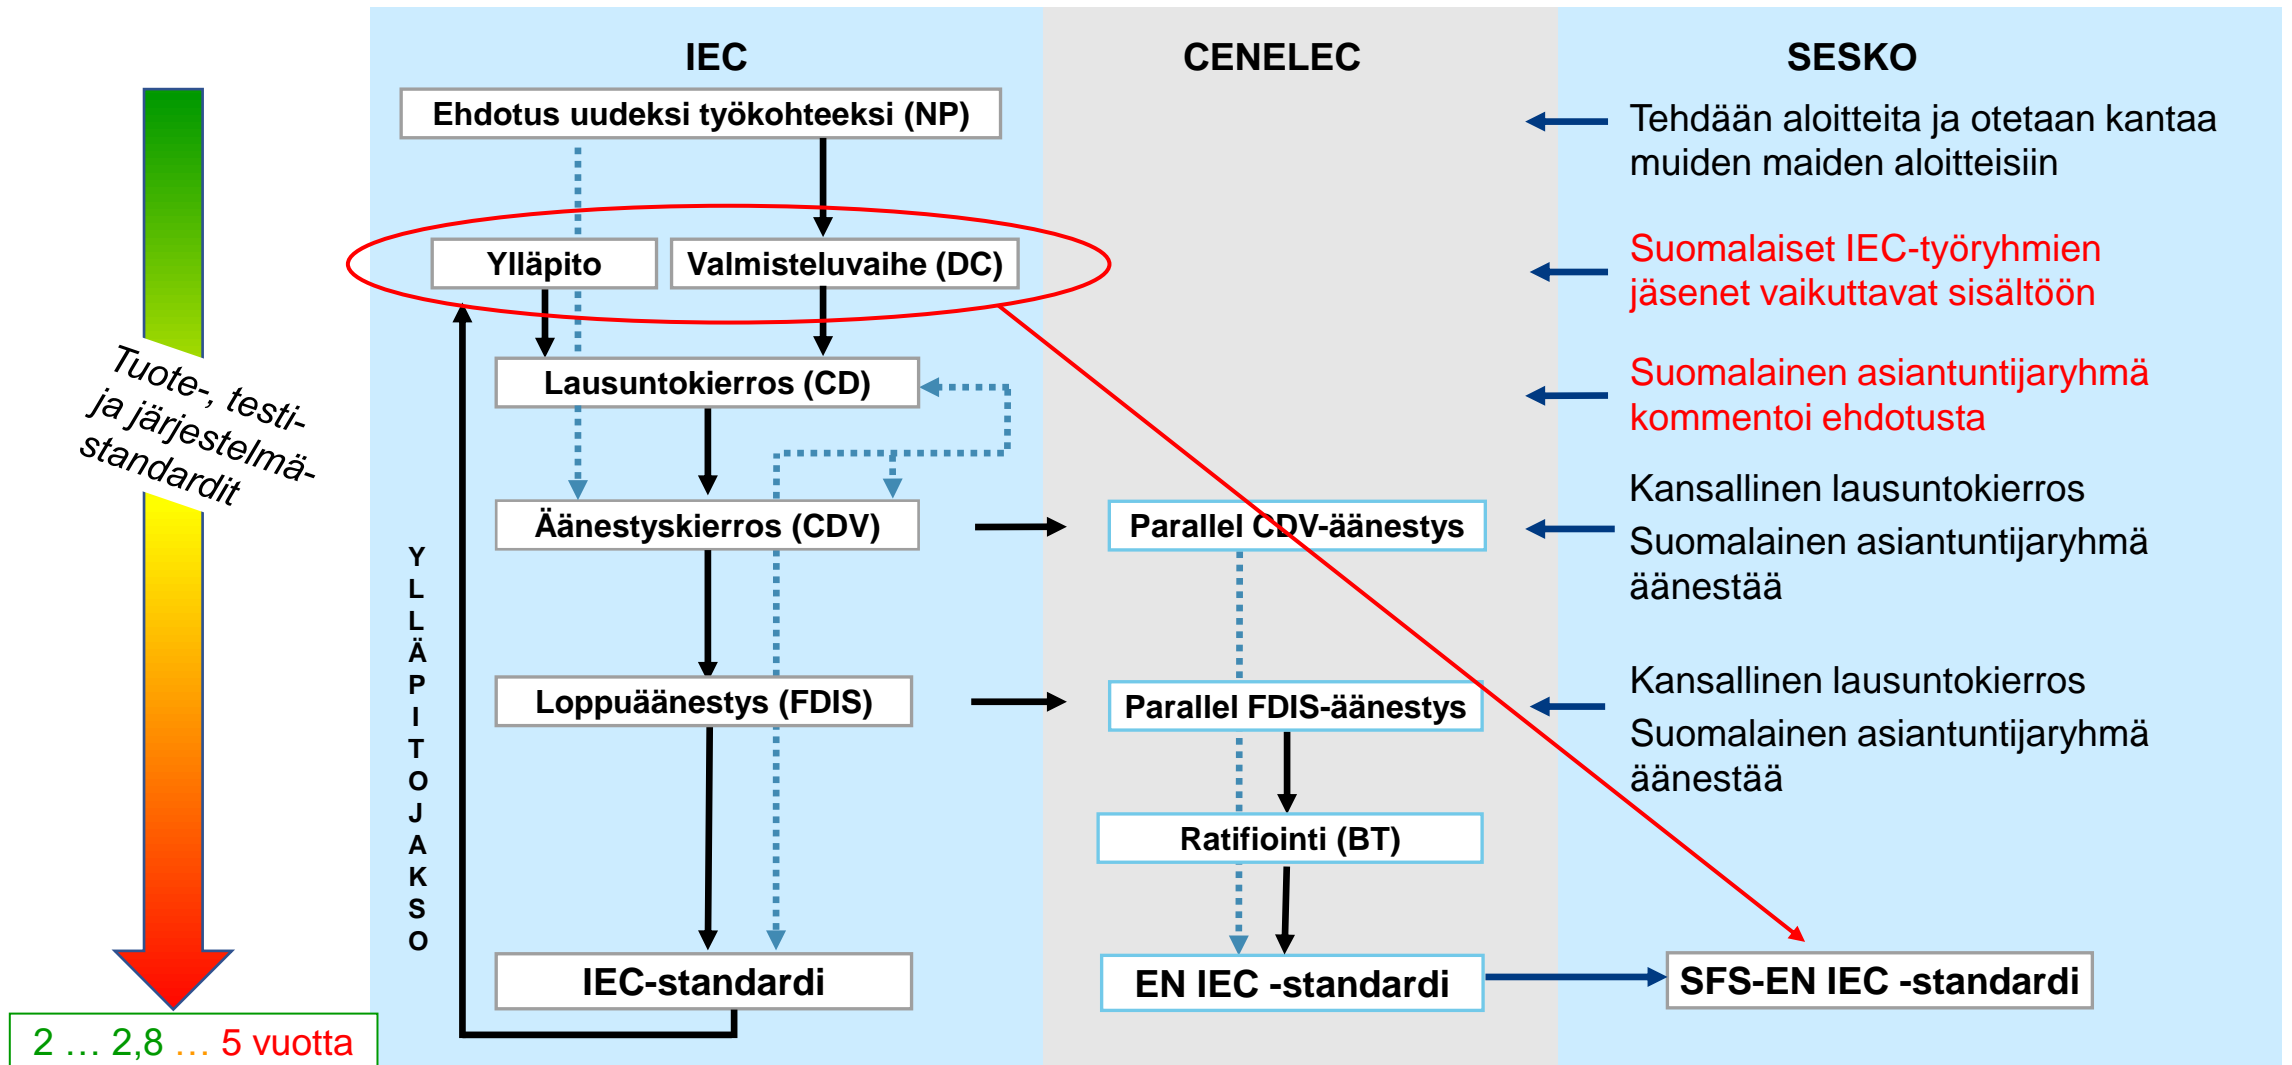 IEC
CENELEC
SESKO
Ehdotus uudeksi työkohteeksi (NP)
Tehdään aloitteita ja otetaan kantaa
muiden maiden aloitteisiin
Ylläpito
Valmisteluvaihe (DC)
Suomalaiset IEC-työryhmien
jäsenet vaikuttavat sisältöön
Tuote-, testi-
ja järjestelmä-
standardit
Lausuntokierros (CD)
Suomalainen asiantuntijaryhmä
kommentoi ehdotusta
Äänestyskierros (CDV)
Parallel CDV-äänestys
Kansallinen lausuntokierros
Suomalainen asiantuntijaryhmä
äänestää
Y
L
L
Ä
P
I
T
O
J
A
K
S
O
Loppuäänestys (FDIS)
Parallel FDIS-äänestys
Kansallinen lausuntokierros
Suomalainen asiantuntijaryhmä
äänestää
Ratifiointi (BT)
IEC-standardi
EN IEC -standardi
SFS-EN IEC -standardi
2 … 2,8 … 5 vuotta